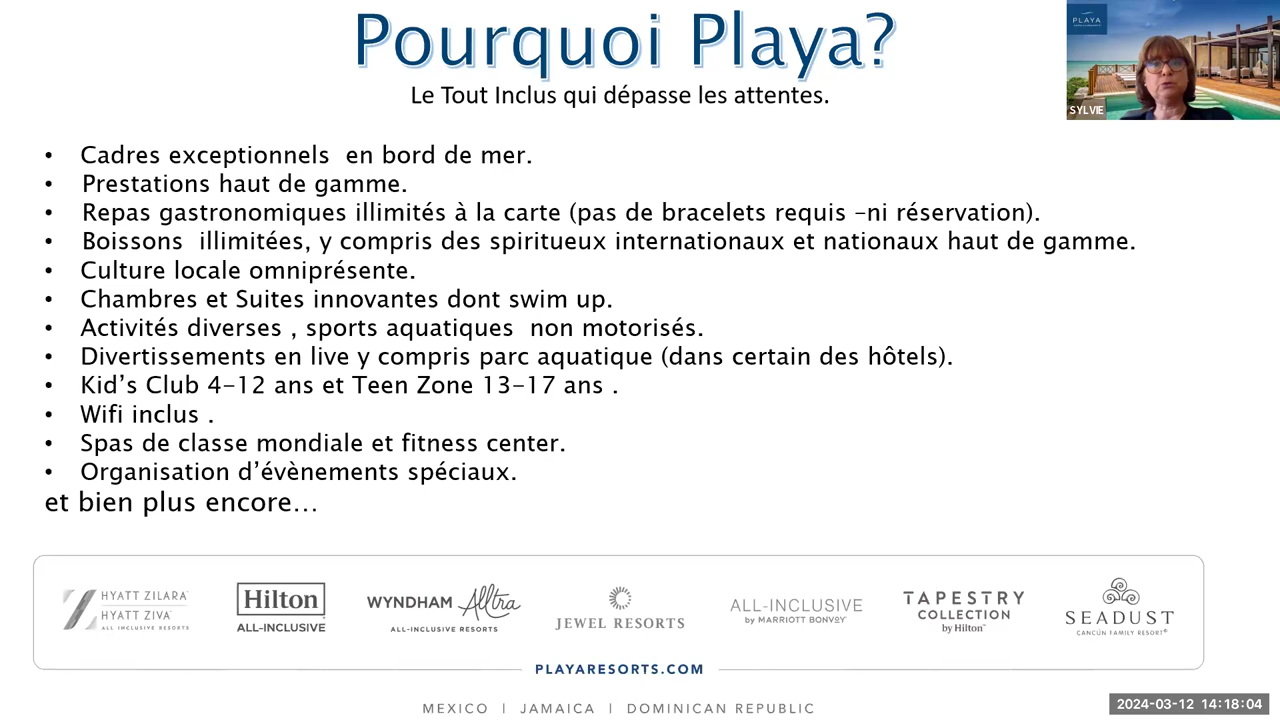 Pourquoi Playa?
Le Tout Inclus qui dépasse les attentes.
PLAYA
SYLVIE
• Cadres exceptionnels  en bord de mer.
• Prestations haut de gamme.
• Repas gastronomiques illimités à la carte (pas de bracelets requis –ni réservation).
• Boissons  illimitées, y compris des spiritueux internationaux et nationaux haut de gamme.
• Culture locale omniprésente.
• Chambres et Suites innovantes dont swim up.
• Activités diverses , sports aquatiques  non motorisés.
• Divertissements en live y compris parc aquatique (dans certain des hôtels).
• Kid’s Club 4–12 ans et Teen Zone 13–17 ans .
• Wifi inclus .
• Spas de classe mondiale et fitness center.
• Organisation d’évènements spéciaux.
et bien plus encore…
HYATT ZILARA
HYATT ZIVA
ALL INCLUSIVE RESORTS
Hilton
ALL-INCLUSIVE
WYNDHAM Alltra
ALL-INCLUSIVE RESORTS
JEWEL RESORTS
ALL-INCLUSIVE
by MARRIOTT BONVOY
TAPESTRY
COLLECTION
by Hilton™
SEADUST
CANCÚN FAMILY RESORT®
PLAYARESORTS.COM
MEXICO | JAMAICA | DOMINICAN REPUBLIC
2024-03-12 14:18:04